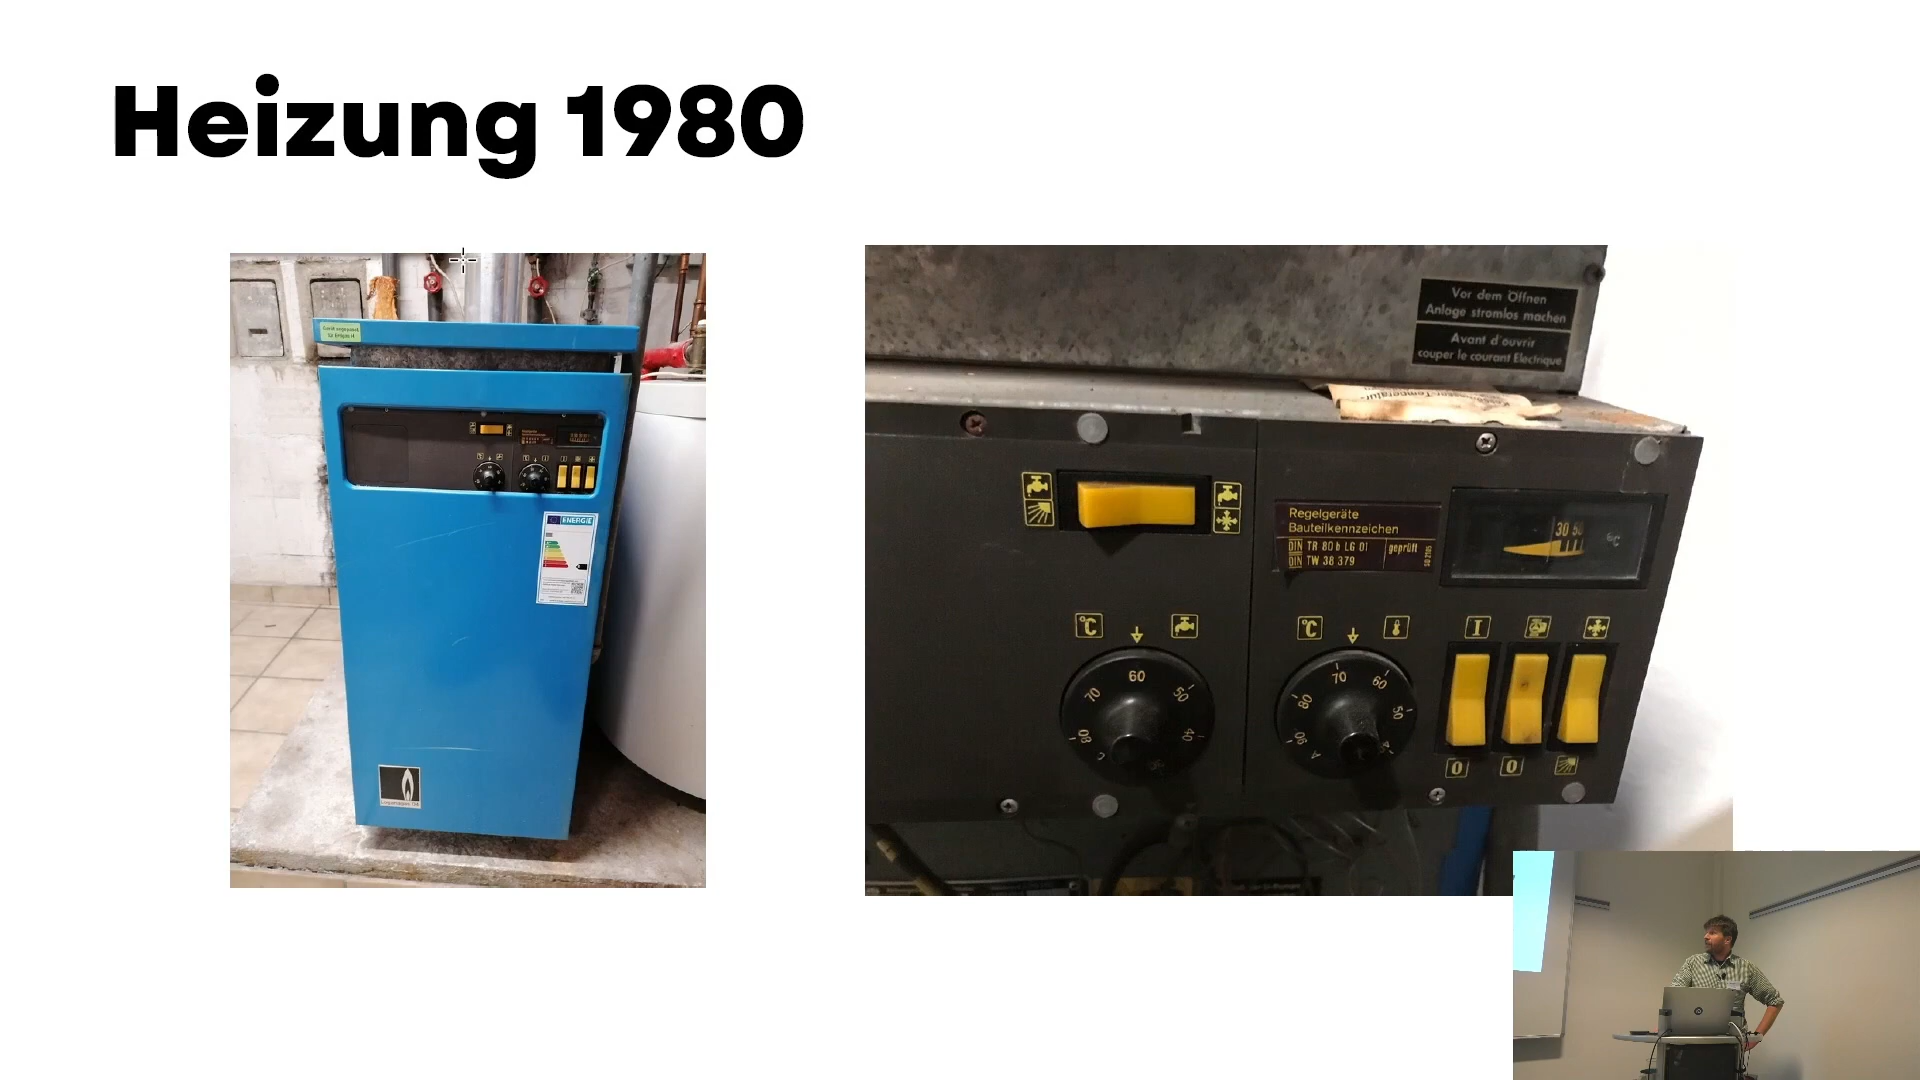 Heizung 1980
ENERGIE
Vor dem Öffnen
Anlage stromlos machen
Avant d'ouvrir
couper le courant Electrique
Regelgeräte
Bauteilkennzeichen
DIN TR 80 b LG 01 geprüft
DIN TW 38 379
30 50
°C
°C
60
70
50
80
40
°C
70
60
80
50
90
I
0
0